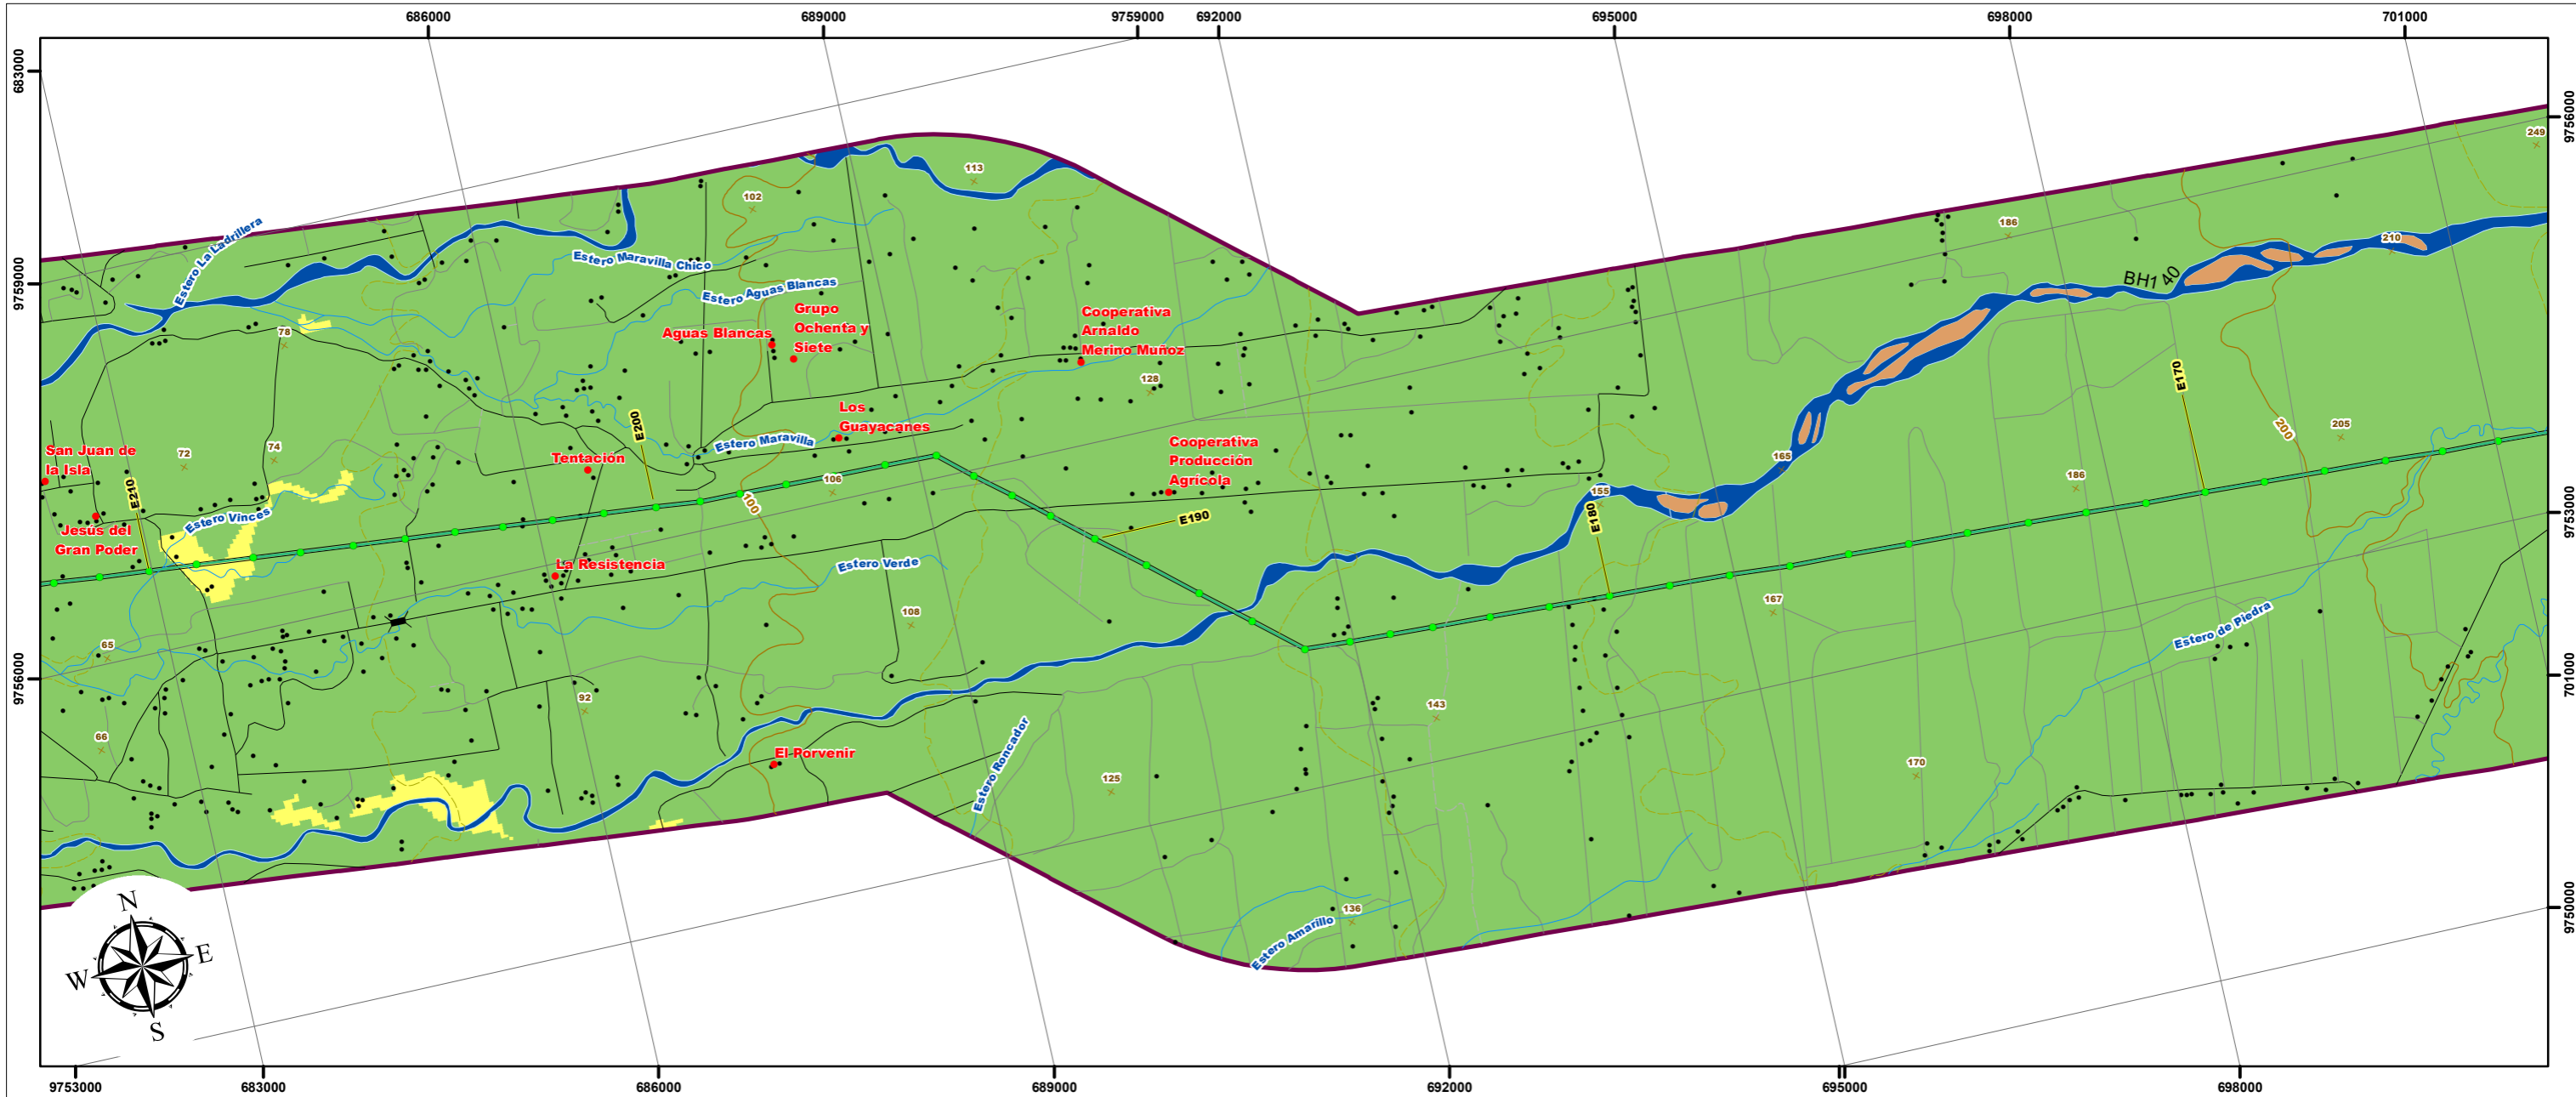 686000
689000
9759000
692000
695000
698000
701000
683000
9759000
9756000
9756000
9753000
701000
9750000
249
113
102
186
210
BH1 40
Estero La Ladrillera
Estero Maravilla Chico
Estero Aguas Blancas
Grupo
Ochenta y
Siete
Aguas Blancas
Cooperativa
Arnaldo
Merino Muñoz
78
128
E170
Los
Guayacanes
E200
Estero Maravilla
200
205
Cooperativa
Producción
Agricola
San Juan de
la Isla
72
74
Tentación
165
106
186
E210
155
100
Estero Vinces
E190
E180
Jesús del
Gran Poder
La Resistencia
Estero Verde
108
167
Estero de Piedra
65
92
143
66
El Porvenir
Estero Roncador
125
170
136
Estero Amarillo
N
W
E
S
9753000
683000
686000
689000
692000
695000
698000